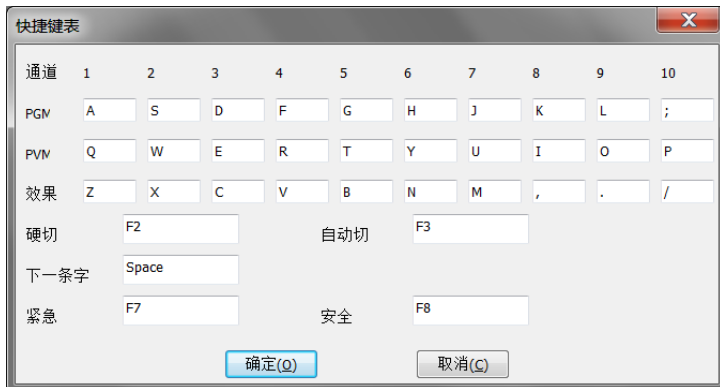 快捷键表
通道 1 2 3 4 5 6 7 8 9 10
PGM A S D F G H J K L ;
PVM Q W E R T Y U I O P
效果 Z X C V B N M , . /
硬切 F2 自动切 F3
下一条字 Space
紧急 F7 安全 F8
确定(O) 取消(C)